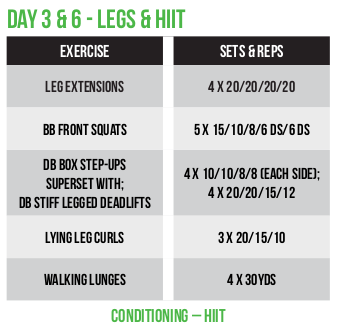 DAY 3 & 6 - LEGS & HIIT
EXERCISE SETS & REPS
LEG EXTENSIONS 4 X 20/20/20/20
BB FRONT SQUATS 5 X 15/10/8/6 DS/6 DS
DB BOX STEP-UPS
SUPERSET WITH;
DB STIFF LEGGED DEADLIFTS
4 X 10/10/8/8 (EACH SIDE);
4 X 20/20/15/12
LYING LEG CURLS 3 X 20/15/10
WALKING LUNGES 4 X 30YDS
CONDITIONING – HIIT